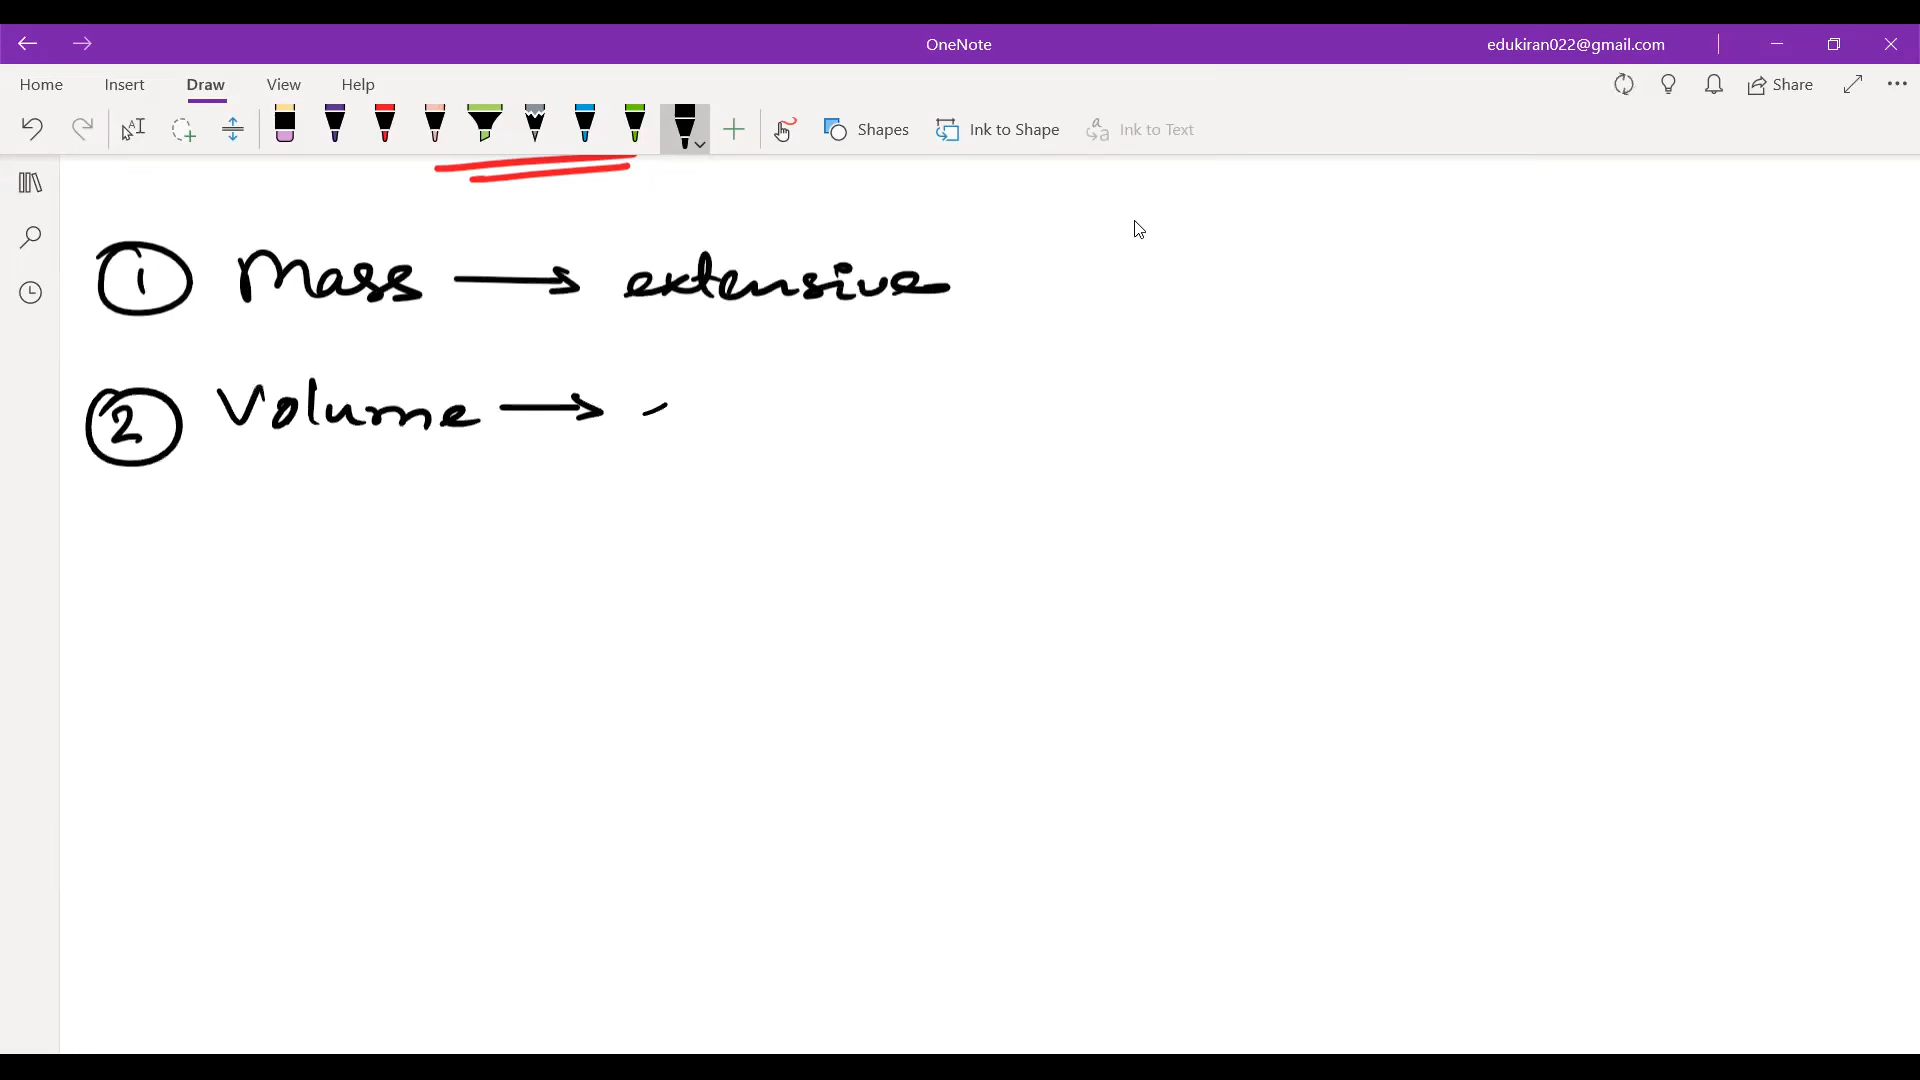 OneNote
edukiran022@gmail.com
Home Insert Draw View Help
Share
Shapes Ink to Shape Ink to Text
① Mass → extensive
② Volume →